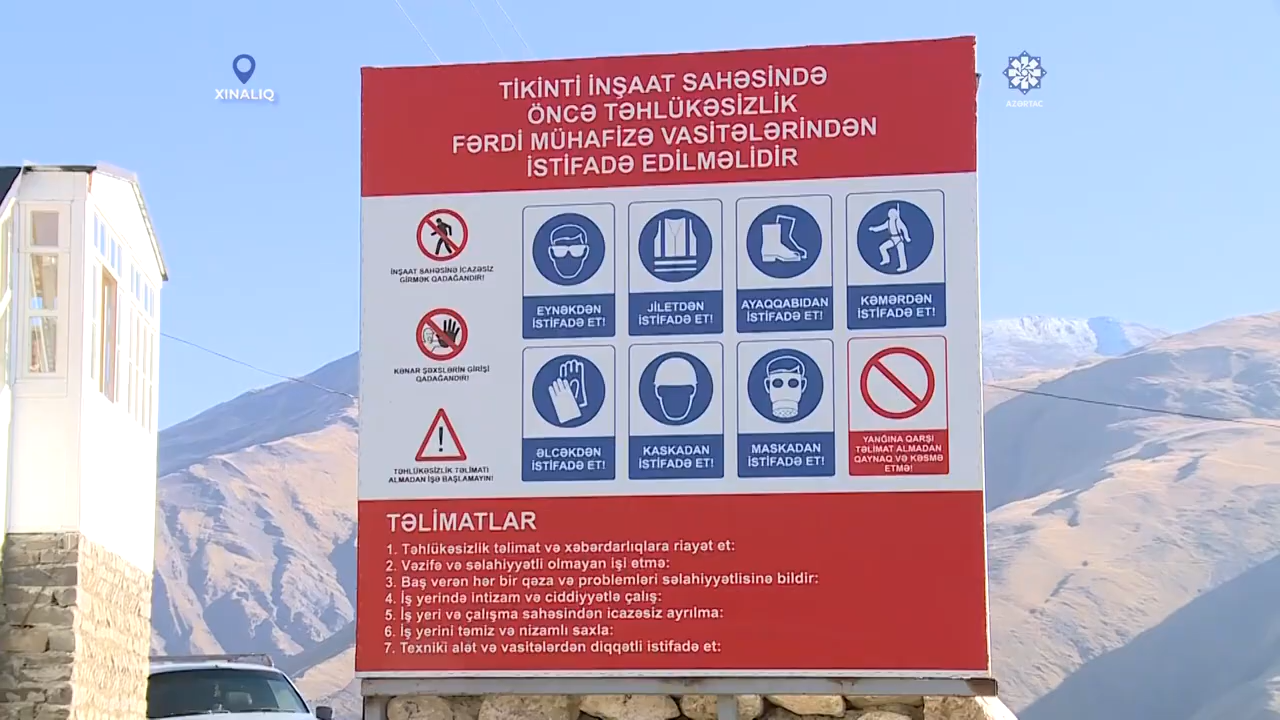 XINALIQ
AZƏRTAC
TİKİNTİ İNŞAAT SAHƏSİNDƏ
ÖNCƏ TƏHLÜKƏSİZLİK
FƏRDİ MÜHAFİZƏ VASİTƏLƏRİNDƏN
İSTİFADƏ EDİLMƏLİDİR
İNŞAAT SAHƏSİNƏ İCAZƏSİZ
GİRMƏK QADAĞANDIR!
KƏNAR ŞƏXSLƏRİN GİRİŞİ
QADAĞANDIR!
TƏHLÜKƏSİZLİK TƏLİMATI
ALMADAN İŞƏ BAŞLAMAYIN!
EYNƏKDƏN
İSTİFADƏ ET!
JİLETDƏN
İSTİFADƏ ET!
AYAQQABIDAN
İSTİFADƏ ET!
KƏMƏRDƏN
İSTİFADƏ ET!
ƏLCƏKDƏN
İSTİFADƏ ET!
KASKADAN
İSTİFADƏ ET!
MASKADAN
İSTİFADƏ ET!
YANĞINA QARŞI
TƏLİMAT ALMADAN
QAYNAQ VƏ KƏSMƏ
ETMƏ!
TƏLİMATLAR
1. Təhlükəsizlik təlimat və xəbərdarlıqlara riayət et:
2. Vəzifə və səlahiyyətli olmayan işi etmə:
3. Baş verən hər bir qəza və problemləri səlahiyyətlisinə bildir:
4. İş yerində intizam və ciddiyyətlə çalış:
5. İş yeri və çalışma sahəsindən icazəsiz ayrılma:
6. İş yerini təmiz və nizamlı saxla:
7. Texniki alət və vasitələrdən diqqətli istifadə et: